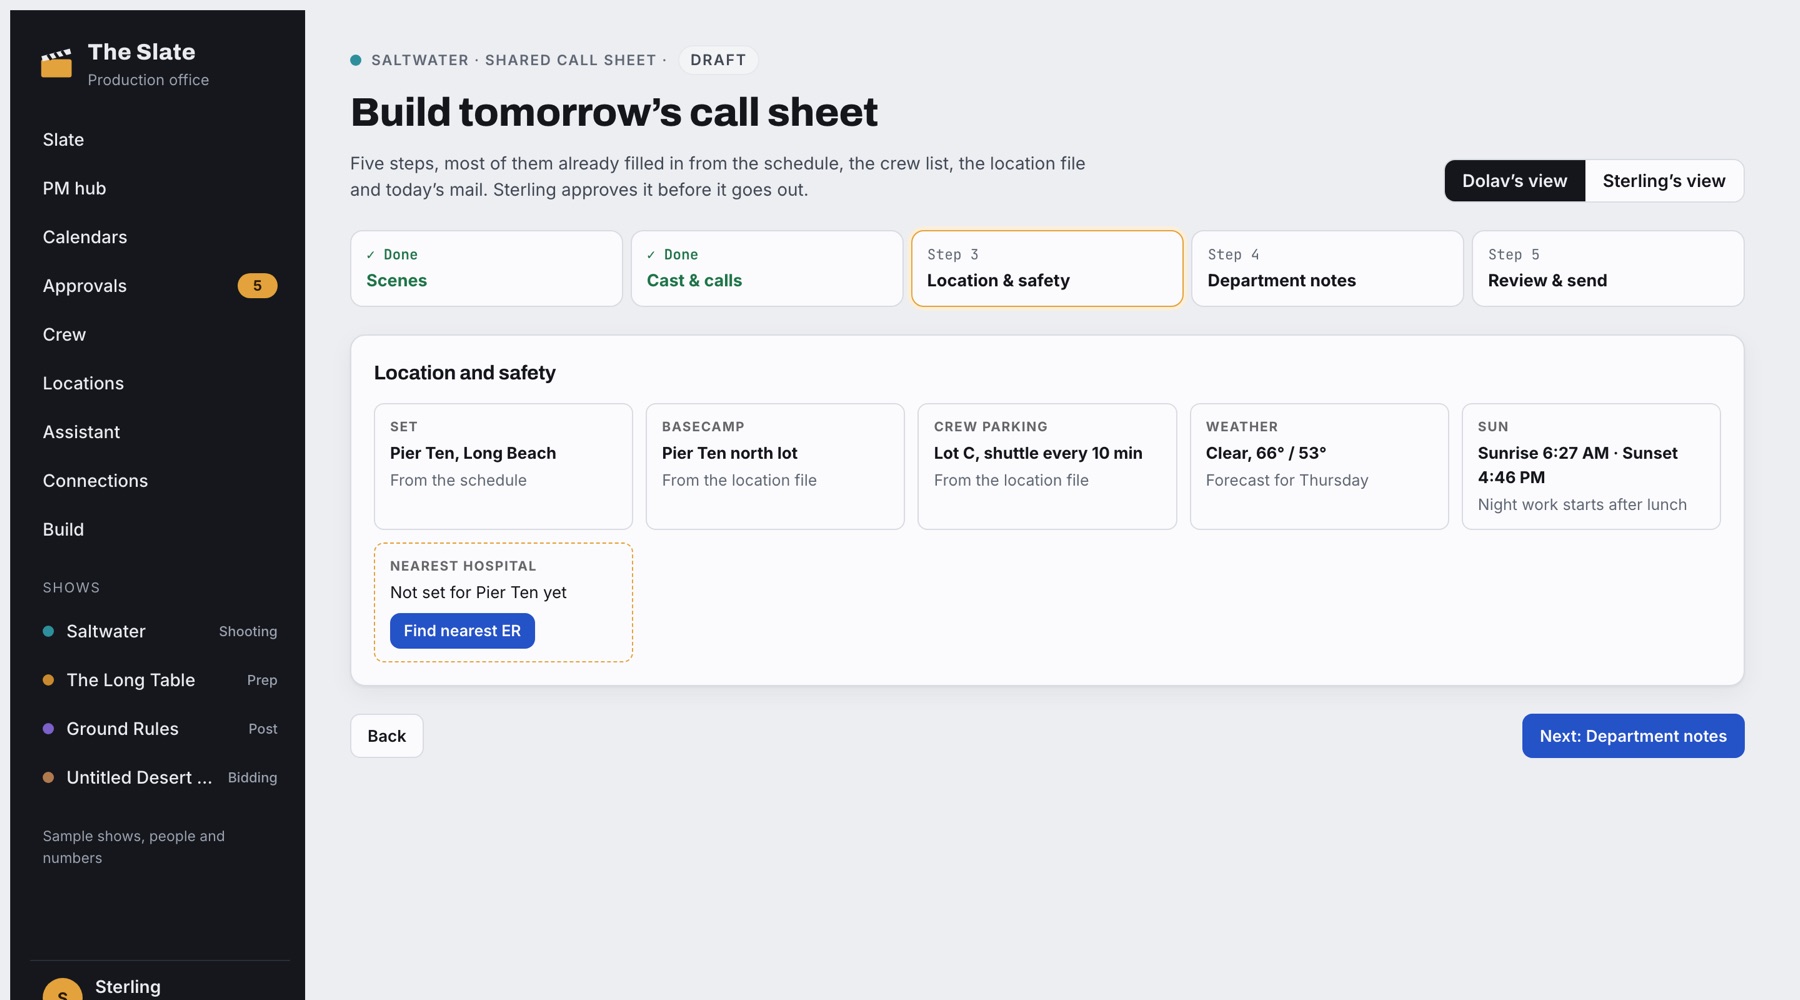 The Slate
Production office
Slate
PM hub
Calendars
Approvals 5
Crew
Locations
Assistant
Connections
Build
SHOWS
Saltwater Shooting
The Long Table Prep
Ground Rules Post
Untitled Desert ... Bidding
Sample shows, people and
numbers
S Sterling
SALTWATER · SHARED CALL SHEET · DRAFT
Build tomorrow’s call sheet
Five steps, most of them already filled in from the schedule, the crew list, the location file
and today’s mail. Sterling approves it before it goes out.
Dolav’s view Sterling’s view
✓ Done
Scenes
✓ Done
Cast & calls
Step 3
Location & safety
Step 4
Department notes
Step 5
Review & send
Location and safety
SET
Pier Ten, Long Beach
From the schedule
BASECAMP
Pier Ten north lot
From the location file
CREW PARKING
Lot C, shuttle every 10 min
From the location file
WEATHER
Clear, 66° / 53°
Forecast for Thursday
SUN
Sunrise 6:27 AM · Sunset
4:46 PM
Night work starts after lunch
NEAREST HOSPITAL
Not set for Pier Ten yet
Find nearest ER
Back
Next: Department notes